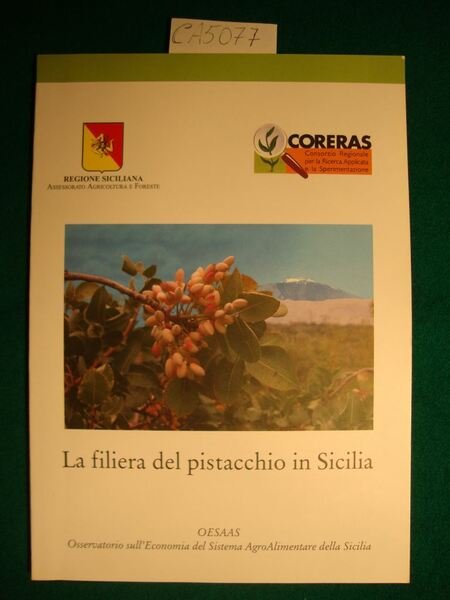 CA5077
REGIONE SICILIANA
ASSESSORATO AGRICOLTURA E FORESTE
CORERAS
Consorzio Regionale
per la Ricerca Applicata
e la Sperimentazione
La filiera del pistacchio in Sicilia
OESAAS
Osservatorio sull'Economia del Sistema AgroAlimentare della Sicilia